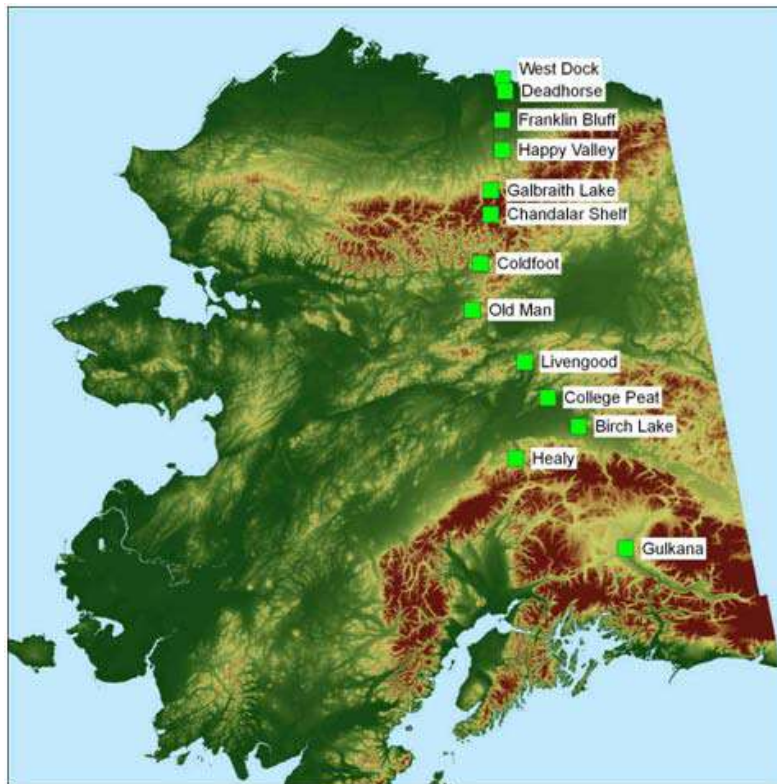 West Dock
Deadhorse
Franklin Bluff
Happy Valley
Galbraith Lake
Chandalar Shelf
Coldfoot
Old Man
Livengood
College Peat
Birch Lake
Healy
Gulkana